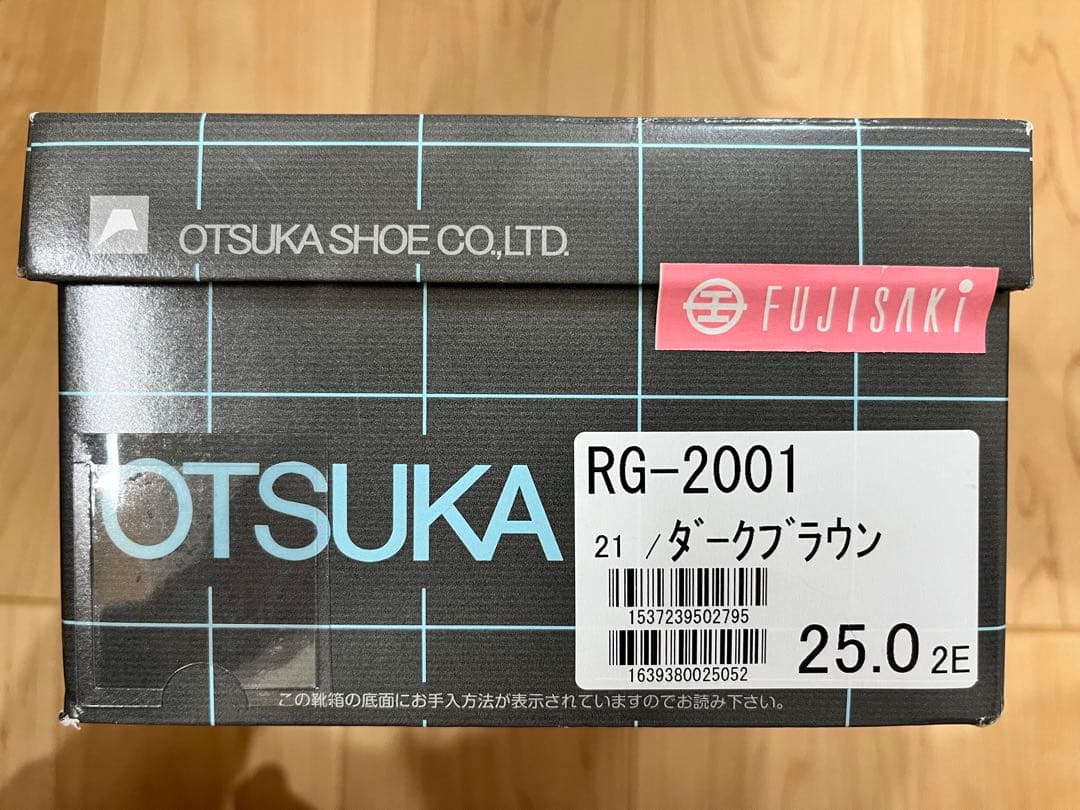 OTSUKA SHOE CO.,LTD.
FUJISAKI
OTSUKA
RG-2001
21 /ダークブラウン
1537239502795
1639380025052
25.0 2E
この靴箱の底面にお手入方法が表示されていますのでお読み下さい。